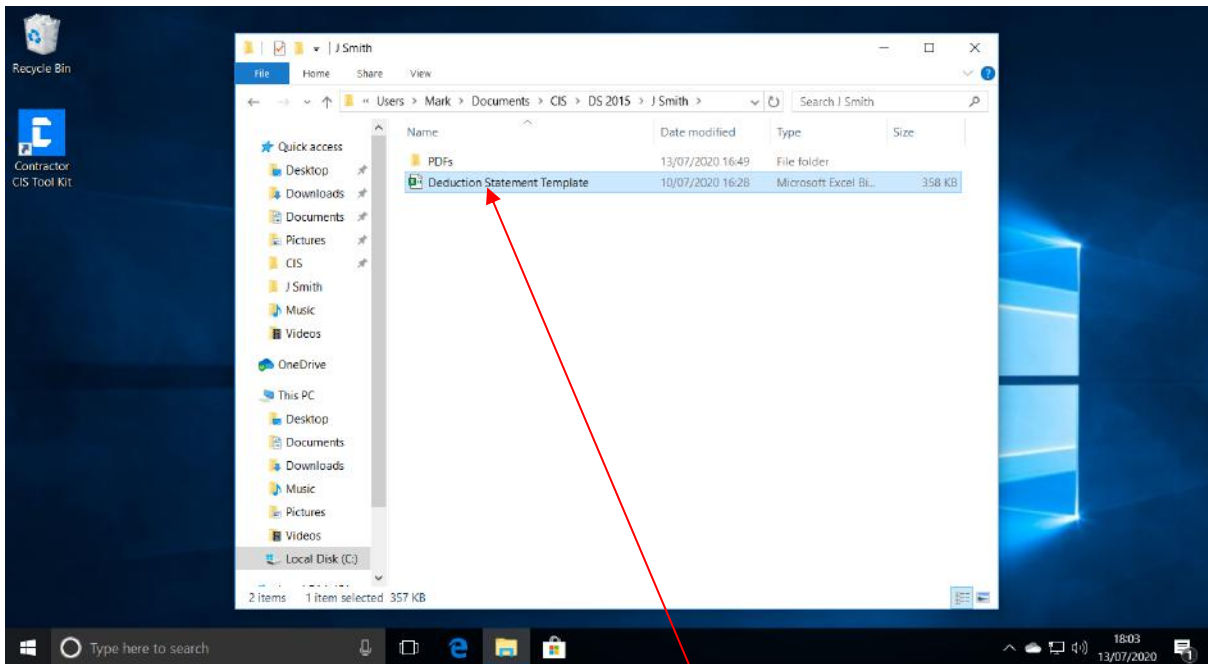 Recycle Bin
Contractor
CIS Tool Kit
J Smith
File Home Share View
« Users > Mark > Documents > CIS > DS 2015 > J Smith >
Search J Smith
Name Date modified Type Size
PDFs 13/07/2020 16:49 File folder
Deduction Statement Template 10/07/2020 16:28 Microsoft Excel Bi... 358 KB
Quick access
Desktop
Downloads
Documents
Pictures
CIS
J Smith
Music
Videos
OneDrive
This PC
Desktop
Documents
Downloads
Music
Pictures
Videos
Local Disk (C:)
2 items 1 item selected 357 KB
Type here to search
18:03
13/07/2020
1